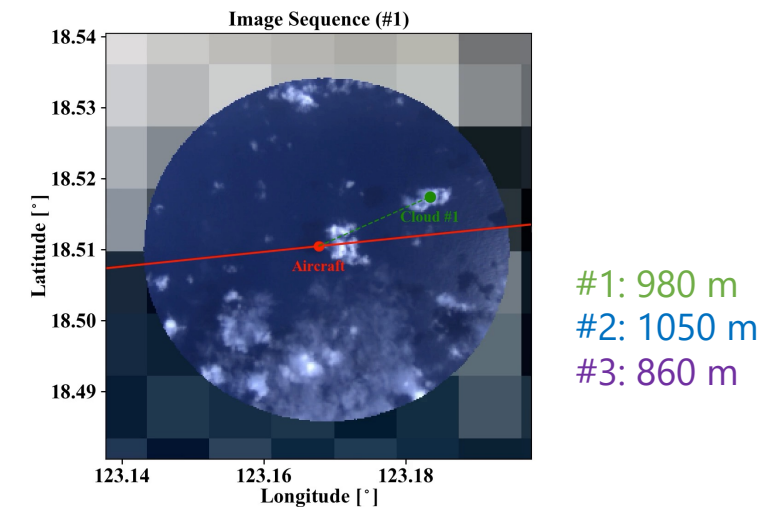 Image Sequence (#1)
18.54
18.53
18.52
18.51
18.50
18.49
Latitude [°]
Cloud #1
Aircraft
123.14
123.16
123.18
Longitude [°]
#1: 980 m
#2: 1050 m
#3: 860 m